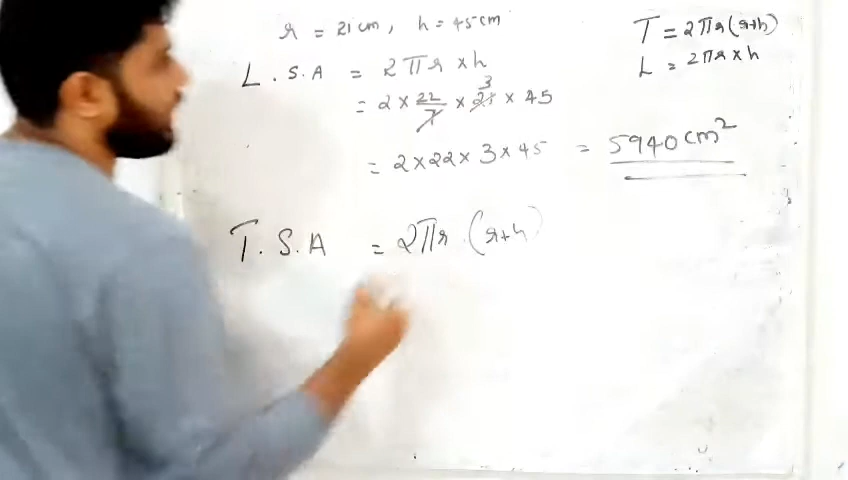 r = 21 cm, h = 45 cm
L.S.A = 2πr × h
= 2 × 22/7 × 21 3 × 45
= 2 × 22 × 3 × 45 = 5940 cm²
T.S.A = 2πr (r+h)
T = 2πr (r+h)
L = 2πr × h